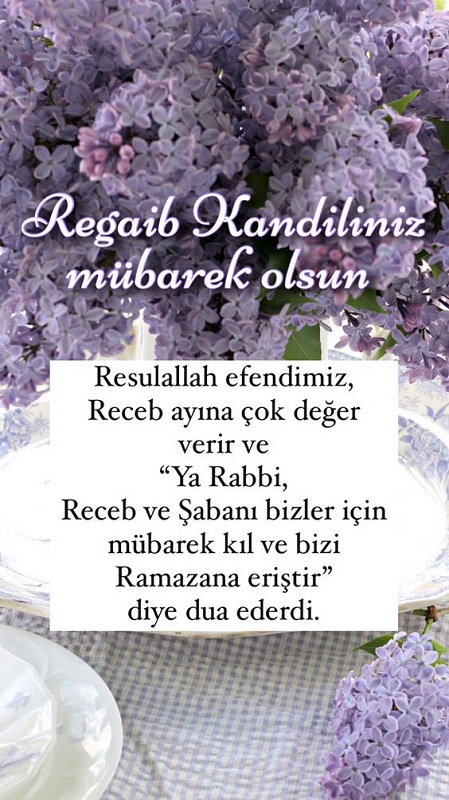 Regaib Kandiliniz
mübarek olsun
Resulallah efendimiz,
Receb ayına çok değer
verir ve
“Ya Rabbi,
Receb ve Şabanı bizler için
mübarek kıl ve bizi
Ramazana eriştir”
diye dua ederdi.